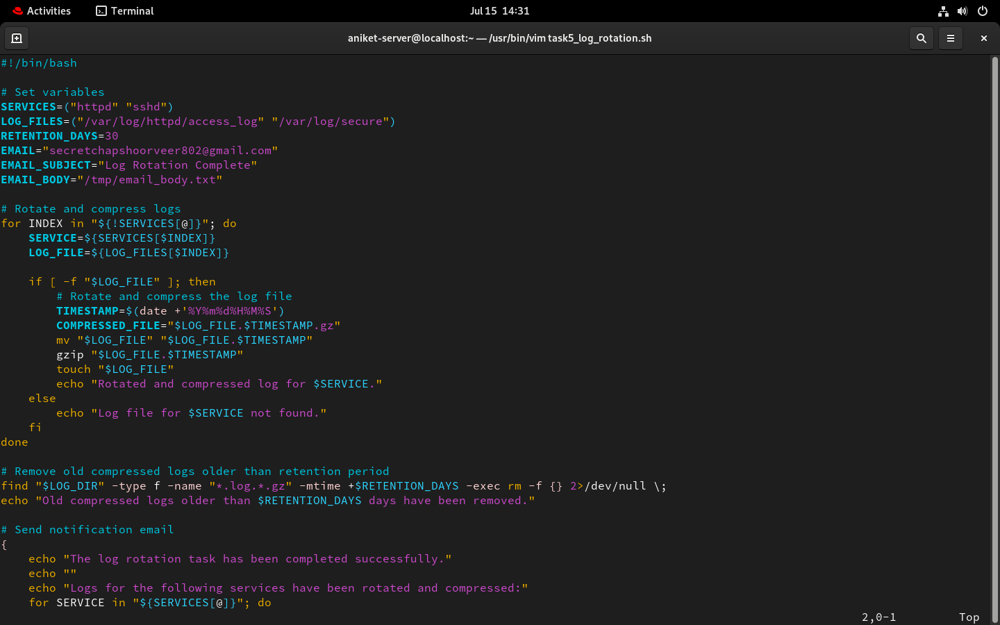 Activities Terminal Jul 15 14:31
aniket-server@localhost:~ — /usr/bin/vim task5_log_rotation.sh
#!/bin/bash

# Set variables
SERVICES=("httpd" "sshd")
LOG_FILES=("/var/log/httpd/access_log" "/var/log/secure")
RETENTION_DAYS=30
EMAIL="secretchapshoorveer802@gmail.com"
EMAIL_SUBJECT="Log Rotation Complete"
EMAIL_BODY="/tmp/email_body.txt"

# Rotate and compress logs
for INDEX in "${!SERVICES[@]}"; do
    SERVICE=${SERVICES[$INDEX]}
    LOG_FILE=${LOG_FILES[$INDEX]}

    if [ -f "$LOG_FILE" ]; then
        # Rotate and compress the log file
        TIMESTAMP=$(date +'%Y%m%d%H%M%S')
        COMPRESSED_FILE="$LOG_FILE.$TIMESTAMP.gz"
        mv "$LOG_FILE" "$LOG_FILE.$TIMESTAMP"
        gzip "$LOG_FILE.$TIMESTAMP"
        touch "$LOG_FILE"
        echo "Rotated and compressed log for $SERVICE."
    else
        echo "Log file for $SERVICE not found."
    fi
done

# Remove old compressed logs older than retention period
find "$LOG_DIR" -type f -name "*.log.*.gz" -mtime +$RETENTION_DAYS -exec rm -f {} 2>/dev/null \;
echo "Old compressed logs older than $RETENTION_DAYS days have been removed."

# Send notification email
{
    echo "The log rotation task has been completed successfully."
    echo ""
    echo "Logs for the following services have been rotated and compressed:"
    for SERVICE in "${SERVICES[@]}"; do
2,0-1 Top